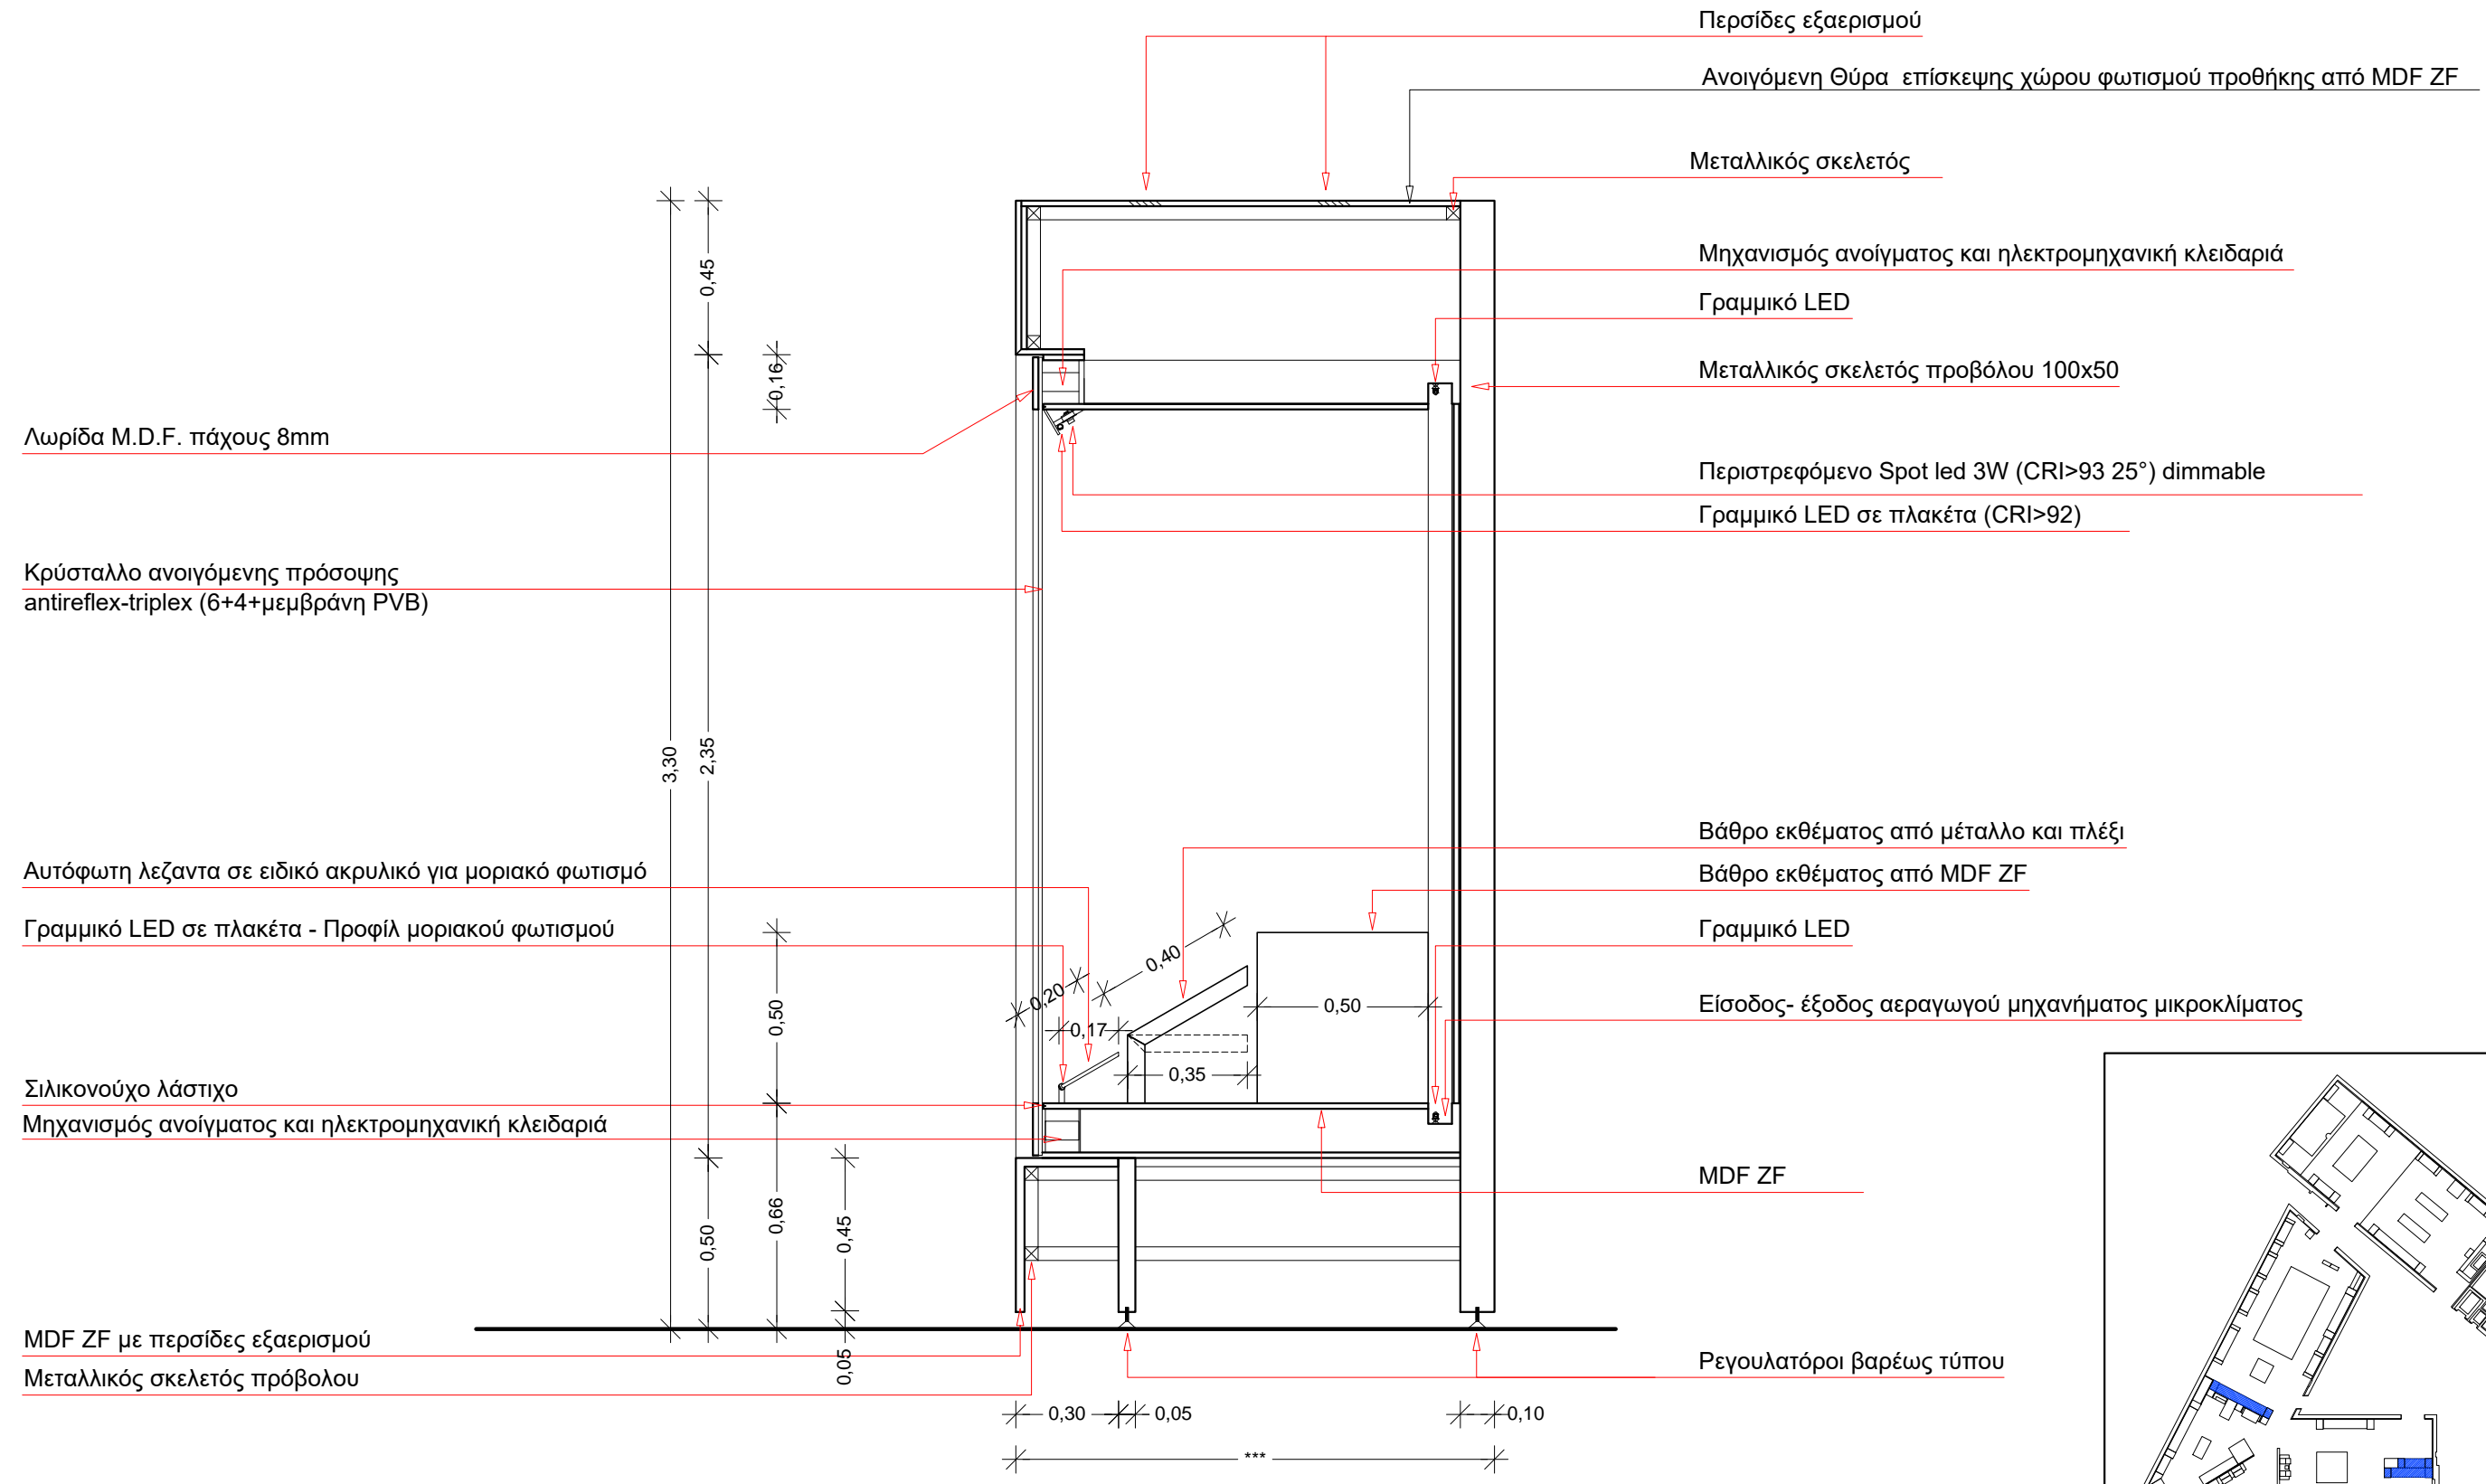 Περσίδες εξαερισμού
Ανοιγόμενη Θύρα επίσκεψης χώρου φωτισμού προθήκης από MDF ZF
Μεταλλικός σκελετός
Μηχανισμός ανοίγματος και ηλεκτρομηχανική κλειδαριά
Γραμμικό LED
Μεταλλικός σκελετός προβόλου 100x50
Περιστρεφόμενο Spot led 3W (CRI>93 25°) dimmable
Γραμμικό LED σε πλακέτα (CRI>92)
Βάθρο εκθέματος από μέταλλο και πλέξι
Βάθρο εκθέματος από MDF ZF
Γραμμικό LED
Είσοδος- έξοδος αεραγωγού μηχανήματος μικροκλίματος
MDF ZF
Ρεγουλατόροι βαρέως τύπου
Λωρίδα M.D.F. πάχους 8mm
Κρύσταλλο ανοιγόμενης πρόσοψης
antireflex-triplex (6+4+μεμβράνη PVB)
Αυτόφωτη λεζαντα σε ειδικό ακρυλικό για μοριακό φωτισμό
Γραμμικό LED σε πλακέτα - Προφίλ μοριακού φωτισμού
Σιλικονούχο λάστιχο
Μηχανισμός ανοίγματος και ηλεκτρομηχανική κλειδαριά
MDF ZF με περσίδες εξαερισμού
Μεταλλικός σκελετός πρόβολου
3,30
0,45
2,35
0,50
0,16
0,50
0,66
0,45
0,05
0,20
0,40
0,17
0,35
0,50
0,30
0,05
0,10
***